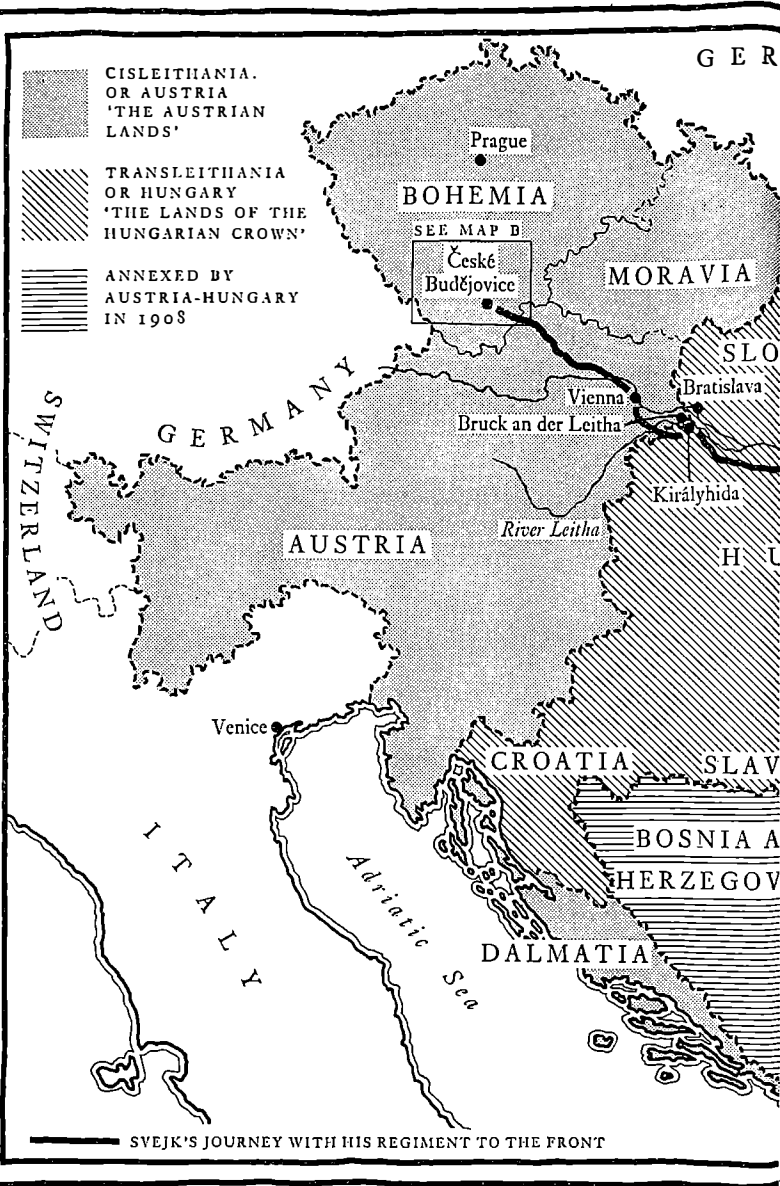 GER
CISLEITHANIA.
OR AUSTRIA
'THE AUSTRIAN
LANDS'
TRANSLEITHANIA
OR HUNGARY
'THE LANDS OF THE
HUNGARIAN CROWN'
ANNEXED BY
AUSTRIA-HUNGARY
IN 1908
Prague
BOHEMIA
SEE MAP B
České
Budějovice
MORAVIA
SLO
GERMANY
SWITZERLAND
Vienna
Bratislava
Bruck an der Leitha
Királyhida
River Leitha
AUSTRIA
HU
Venice
CROATIA
SLAV
BOSNIA A
HERZEGOV
ITALY
Adriatic Sea
DALMATIA
SVEJK'S JOURNEY WITH HIS REGIMENT TO THE FRONT